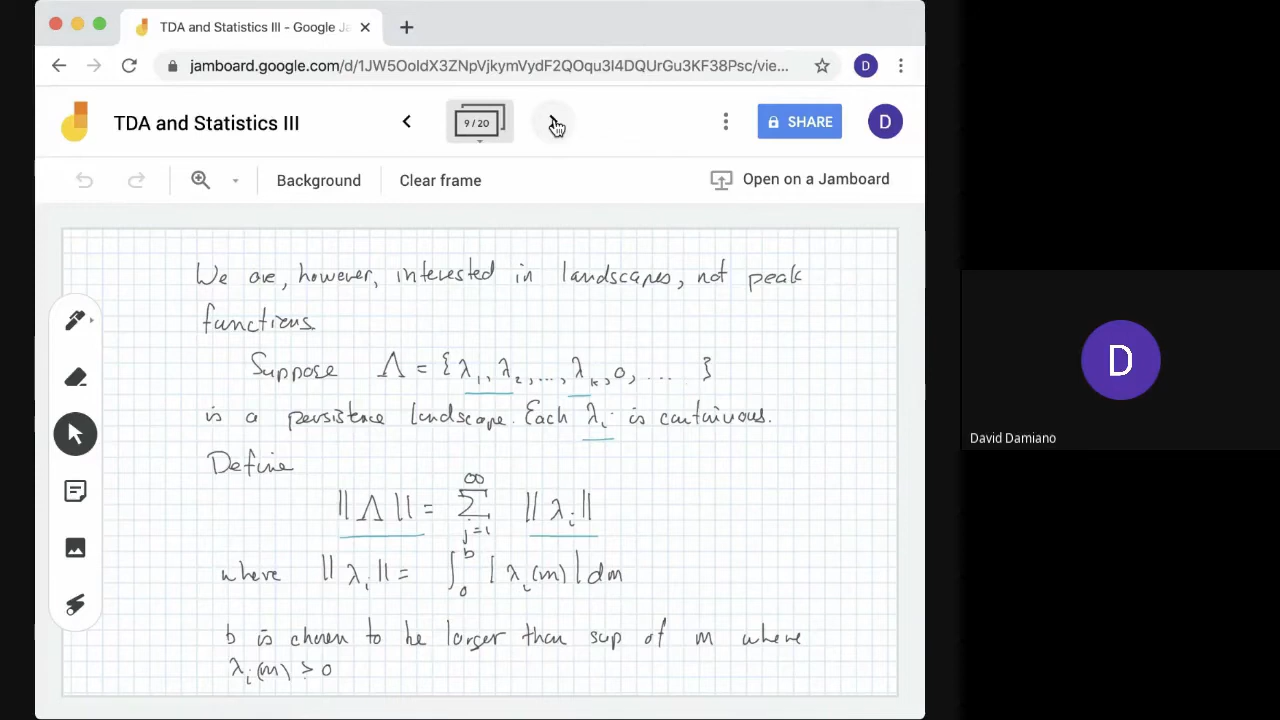 TDA and Statistics III - Google Ja
jamboard.google.com/d/1JW5OoldX3ZNpVjkymVydF2QOqu3I4DQUrGu3KF38Psc/vie...
D
TDA and Statistics III
9 / 20
SHARE
D
Background
Clear frame
Open on a Jamboard
We are, however, interested in landscapes, not peak
functions.
Suppose Λ = { λ₁, λ₂, ..., λₖ, 0, ... }
is a persistence landscape. Each λᵢ is continuous.
Define
||Λ|| = ∑_{j=1}^{∞} ||λⱼ||
where ||λᵢ|| = ∫₀ᵇ |λᵢ(m)| dm
b is chosen to be larger than sup of m where
λᵢ(m) > 0
D
David Damiano